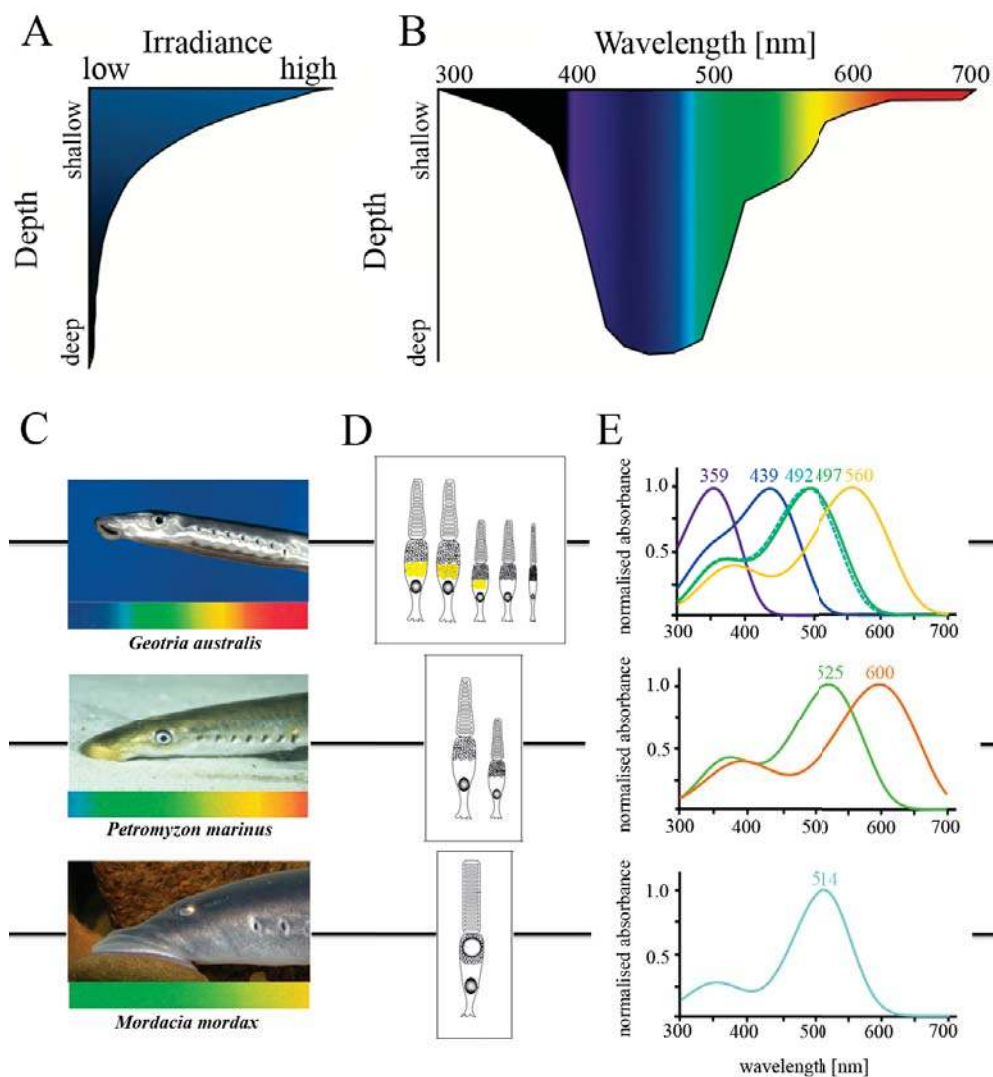 A
Irradiance
low high
shallow
Depth
deep
B
Wavelength [nm]
300 400 500 600 700
shallow
Depth
deep
C
Geotria australis
Petromyzon marinus
Mordacia mordax
D
E
359 439 492 497 560
normalised absorbance
1.0
0.5
300 400 500 600 700
525 600
normalised absorbance
1.0
0.5
300 400 500 600 700
514
normalised absorbance
1.0
0.5
300 400 500 600 700
wavelength [nm]